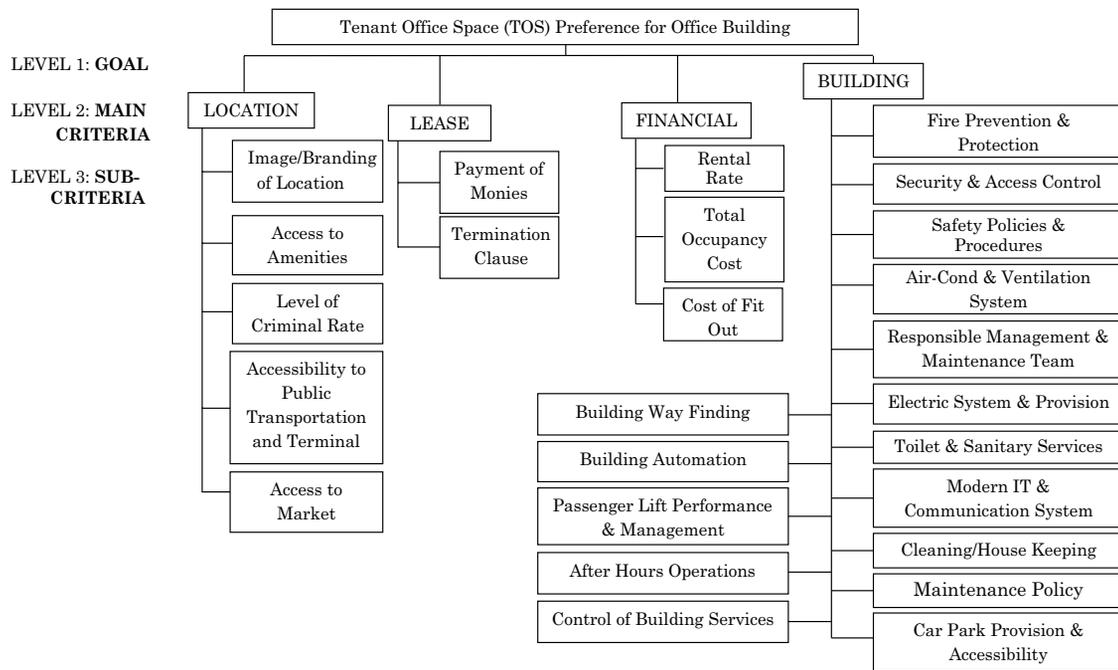 Tenant Office Space (TOS) Preference for Office Building
LEVEL 1: GOAL
LEVEL 2: MAIN
CRITERIA
LEVEL 3: SUB-
CRITERIA
LOCATION
Image/Branding
of Location
Access to
Amenities
Level of
Criminal Rate
Accessibility to
Public
Transportation
and Terminal
Access to
Market
LEASE
Payment of
Monies
Termination
Clause
FINANCIAL
Rental
Rate
Total
Occupancy
Cost
Cost of Fit
Out
BUILDING
Fire Prevention &
Protection
Security & Access Control
Safety Policies &
Procedures
Air-Cond & Ventilation
System
Responsible Management &
Maintenance Team
Electric System & Provision
Toilet & Sanitary Services
Modern IT &
Communication System
Cleaning/House Keeping
Maintenance Policy
Car Park Provision &
Accessibility
Building Way Finding
Building Automation
Passenger Lift Performance
& Management
After Hours Operations
Control of Building Services